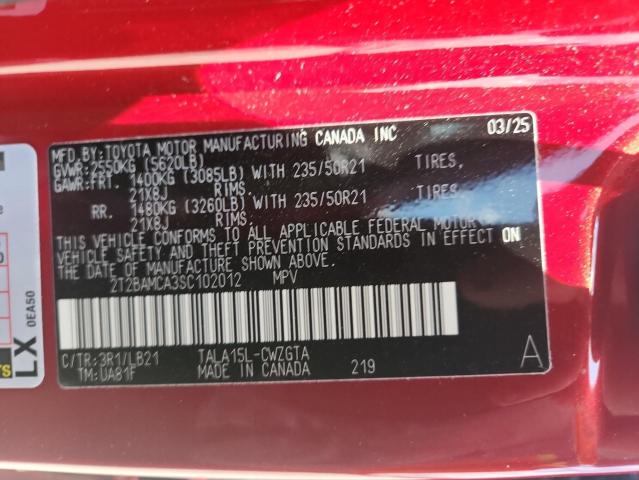 MFD.BY:TOYOTA MOTOR MANUFACTURING CANADA INC 03/25
GVWR:2550KG (5620LB)
GAWR:FRT. 1400KG (3085LB) WITH 235/50R21 TIRES,
21X8J RIMS.
RR. 1480KG (3260LB) WITH 235/50R21 TIRES,
21X8J RIMS.
THIS VEHICLE CONFORMS TO ALL APPLICABLE FEDERAL MOTOR
VEHICLE SAFETY AND THEFT PREVENTION STANDARDS IN EFFECT ON
THE DATE OF MANUFACTURE SHOWN ABOVE.
2T2BAMCA3SC102012 MPV
C/TR:3R1/LB21 TALA15L-CWZGTA
TM:UA81F MADE IN CANADA 219 A
LX 0EA50